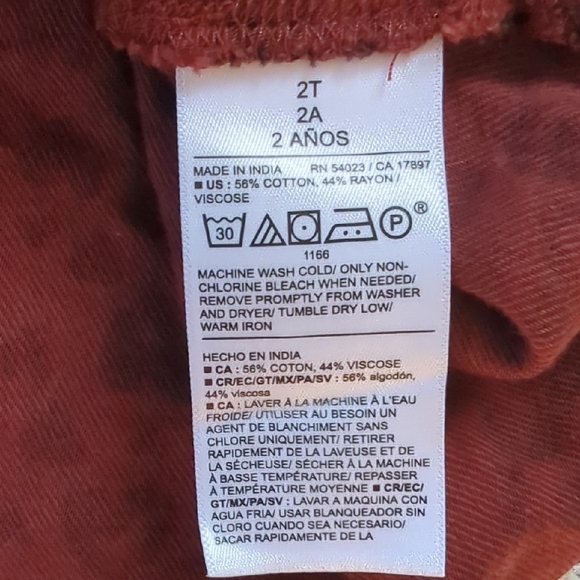 2T
2A
2 AÑOS
MADE IN INDIA RN 54023 / CA 17897
■ US : 56% COTTON, 44% RAYON /
VISCOSE
30 P ®
1166
MACHINE WASH COLD/ ONLY NON-
CHLORINE BLEACH WHEN NEEDED/
REMOVE PROMPTLY FROM WASHER
AND DRYER/ TUMBLE DRY LOW/
WARM IRON
HECHO EN INDIA
■ CA : 56% COTON, 44% VISCOSE
■ CR/EC/GT/MX/PA/SV : 56% algodón,
44% viscosa
■ CA : LAVER À LA MACHINE À L'EAU
FROIDE/ UTILISER AU BESOIN UN
AGENT DE BLANCHIMENT SANS
CHLORE UNIQUEMENT/ RETIRER
RAPIDEMENT DE LA LAVEUSE ET DE
LA SÉCHEUSE/ SÉCHER À LA MACHINE
À BASSE TEMPÉRATURE/ REPASSER
À TEMPÉRATURE MOYENNE ■ CR/EC/
GT/MX/PA/SV : LAVAR A MAQUINA CON
AGUA FRIA/ USAR BLANQUEADOR SIN
CLORO CUANDO SEA NECESARIO/
SACAR RAPIDAMENTE DE LA